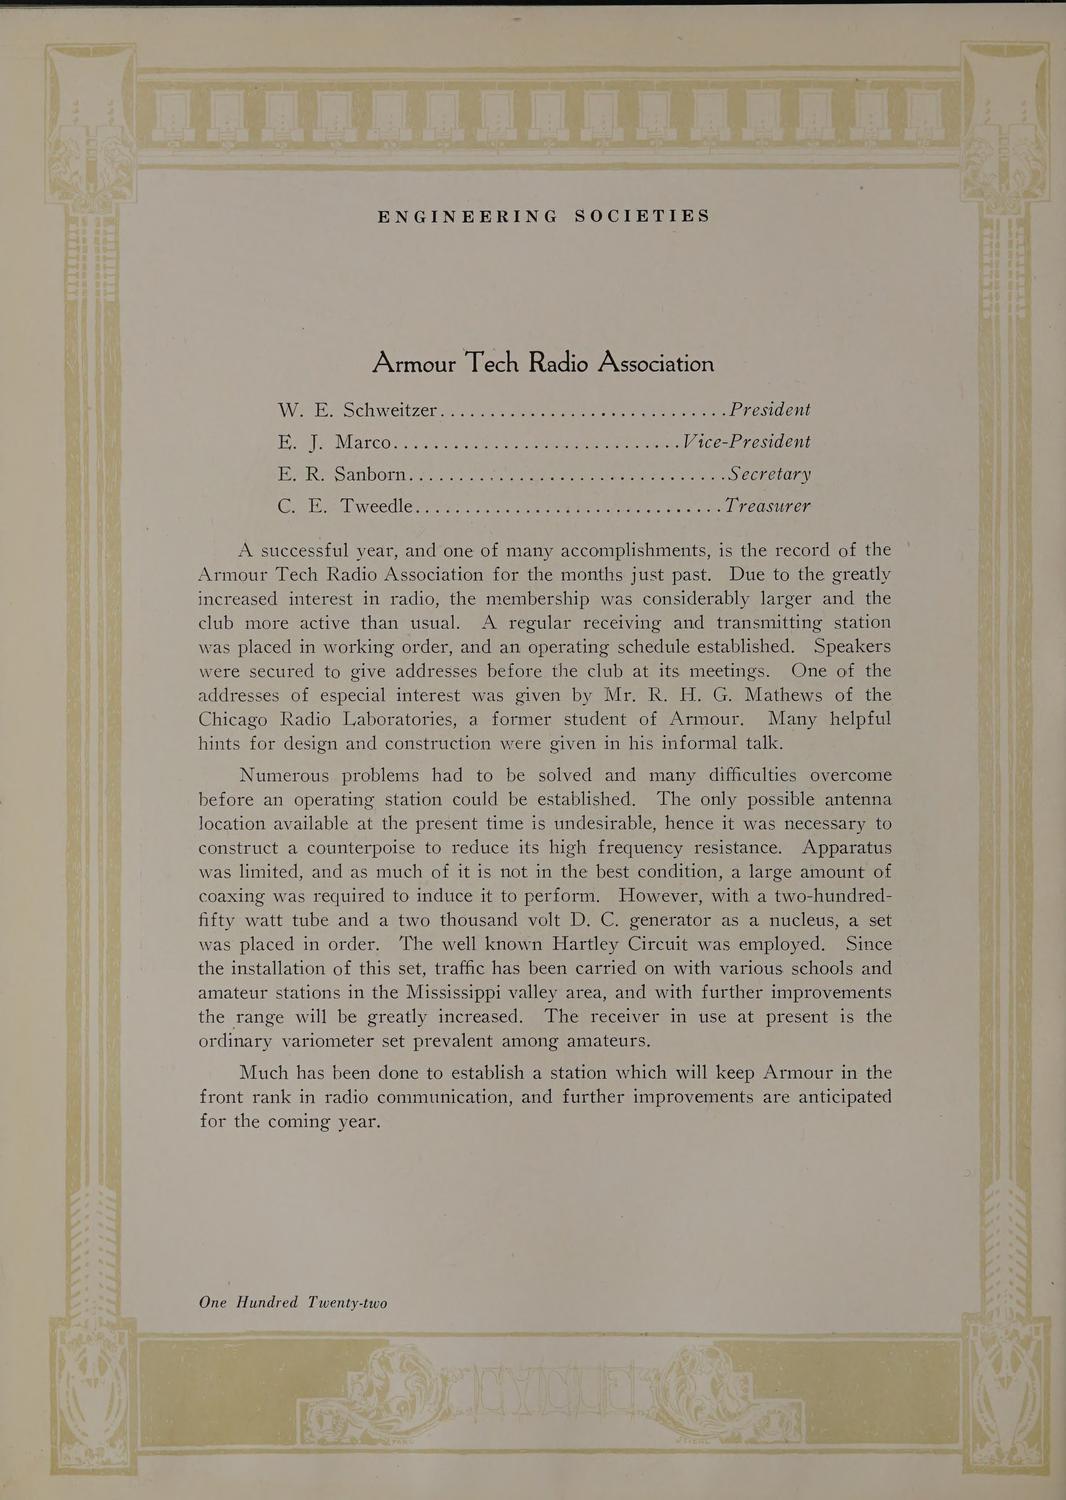 ENGINEERING SOCIETIES
Armour Tech Radio Association
W. E. Schweitzer............................President
E. J. Marco.............................Vice-President
E. R. Sanborn................................Secretary
C. E. Tweedle...............................Treasurer
A successful year, and one of many accomplishments, is the record of the
Armour Tech Radio Association for the months just past. Due to the greatly
increased interest in radio, the membership was considerably larger and the
club more active than usual. A regular receiving and transmitting station
was placed in working order, and an operating schedule established. Speakers
were secured to give addresses before the club at its meetings. One of the
addresses of especial interest was given by Mr. R. H. G. Mathews of the
Chicago Radio Laboratories, a former student of Armour. Many helpful
hints for design and construction were given in his informal talk.
Numerous problems had to be solved and many difficulties overcome
before an operating station could be established. The only possible antenna
location available at the present time is undesirable, hence it was necessary to
construct a counterpoise to reduce its high frequency resistance. Apparatus
was limited, and as much of it is not in the best condition, a large amount of
coaxing was required to induce it to perform. However, with a two-hundred-
fifty watt tube and a two thousand volt D. C. generator as a nucleus, a set
was placed in order. The well known Hartley Circuit was employed. Since
the installation of this set, traffic has been carried on with various schools and
amateur stations in the Mississippi valley area, and with further improvements
the range will be greatly increased. The receiver in use at present is the
ordinary variometer set prevalent among amateurs.
Much has been done to establish a station which will keep Armour in the
front rank in radio communication, and further improvements are anticipated
for the coming year.
One Hundred Twenty-two